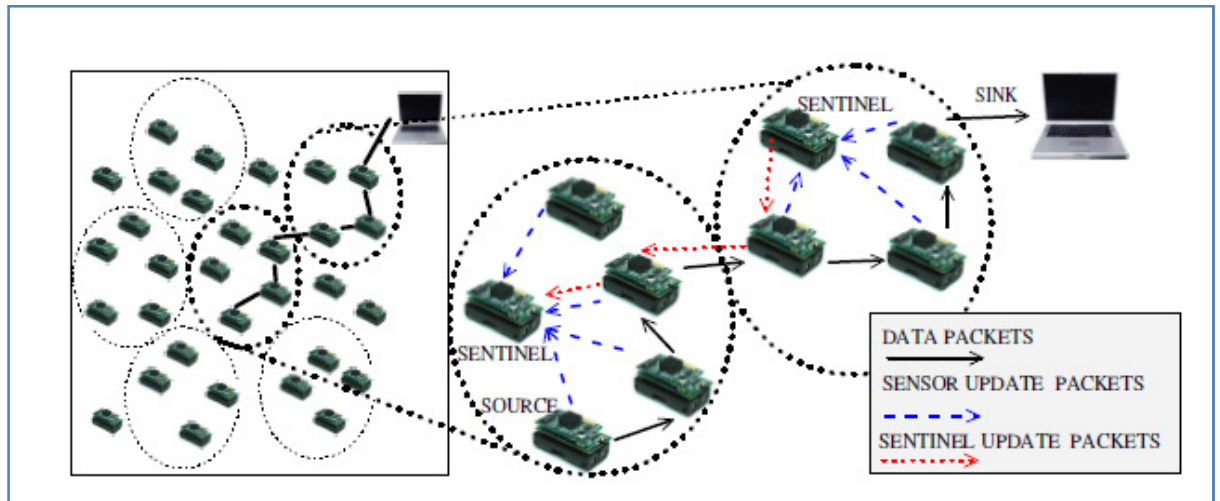 SENTINEL
SINK
SENTINEL
SOURCE
DATA PACKETS
SENSOR UPDATE PACKETS
SENTINEL UPDATE PACKETS